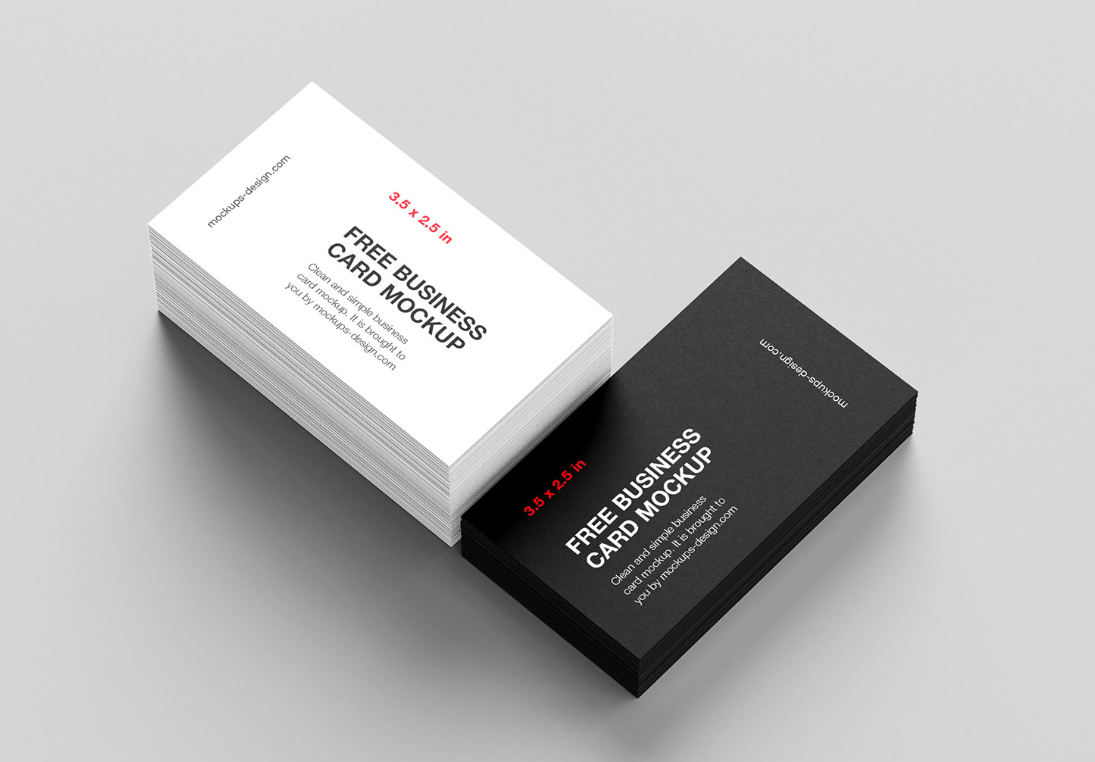 mockups-design.com
3.5 x 2.5 in
FREE BUSINESS
CARD MOCKUP
Clean and simple business
card mockup. It is brought to
you by mockups-design.com
mockups-design.com
3.5 x 2.5 in
FREE BUSINESS
CARD MOCKUP
Clean and simple business
card mockup. It is brought to
you by mockups-design.com